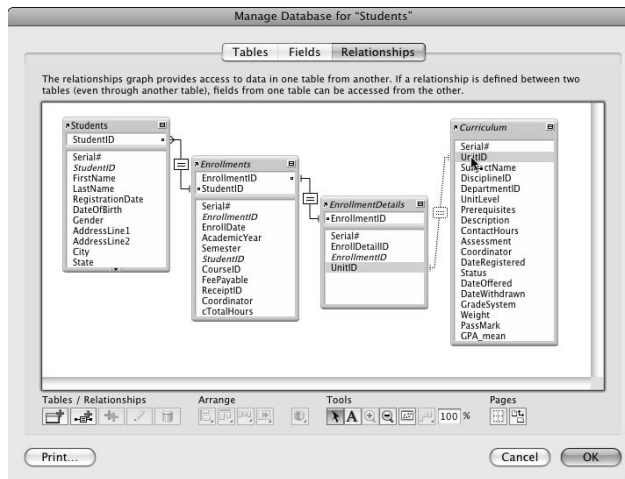 Manage Database for “Students”
Tables Fields Relationships
The relationships graph provides access to data in one table from another. If a relationship is defined between two
tables (even through another table), fields from one table can be accessed from the other.
Students
StudentID
Serial#
StudentID
FirstName
LastName
RegistrationDate
DateOfBirth
Gender
AddressLine1
AddressLine2
City
State
Enrollments
EnrollmentID
StudentID
Serial#
EnrollmentID
EnrollDate
AcademicYear
Semester
StudentID
CourseID
FeePayable
ReceiptID
Coordinator
cTotalHours
EnrollmentDetails
EnrollmentID
Serial#
EnrollDetailID
EnrollmentID
UnitID
Curriculum
Serial#
UnitID
DisciplineID
DepartmentID
UnitLevel
Prerequisites
Description
ContactHours
Assessment
Coordinator
DateRegistered
Status
DateOffered
DateWithdrawn
GradeSystem
Weight
PassMark
GPA_mean
Tables / Relationships Arrange Tools Pages
A 100 %
Print... Cancel OK